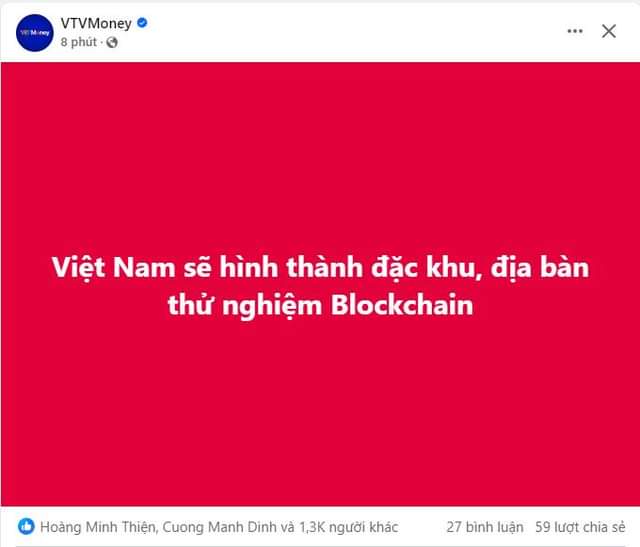 VTVMoney
8 phút ·
VTVMoney
Việt Nam sẽ hình thành đặc khu, địa bàn
thử nghiệm Blockchain
Hoàng Minh Thiện, Cuong Manh Dinh và 1,3K người khác
27 bình luận 59 lượt chia sẻ